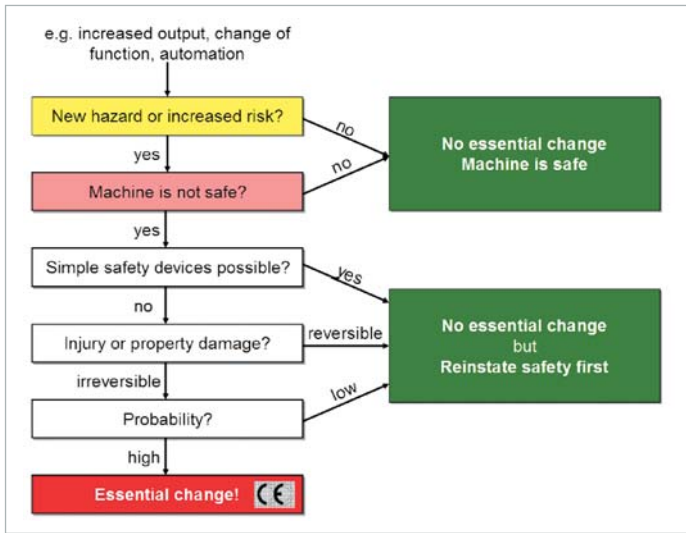 e.g. increased output, change of
function, automation
New hazard or increased risk?
no
yes
no
No essential change
Machine is safe
Machine is not safe?
yes
Simple safety devices possible?
yes
no
Injury or property damage?
reversible
No essential change
but
Reinstate safety first
irreversible
Probability?
low
high
Essential change! CE